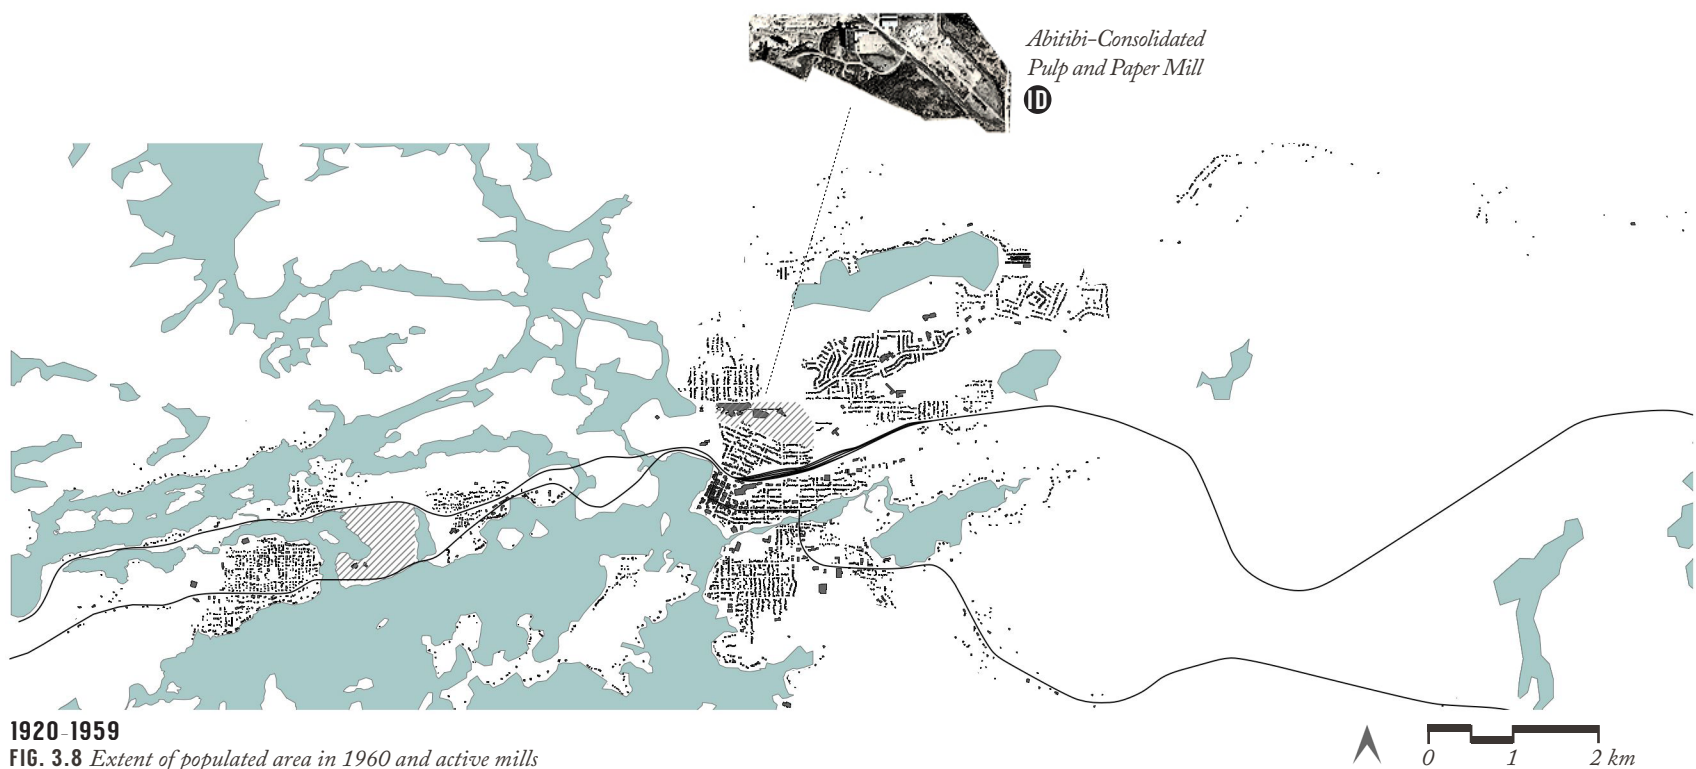 Abitibi-Consolidated
Pulp and Paper Mill
1D
1920-1959
FIG. 3.8 Extent of populated area in 1960 and active mills
0 1 2 km